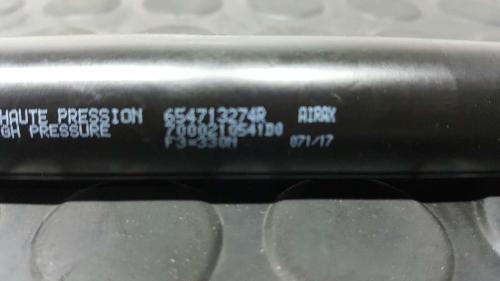 HAUTE PRESSION 654713274R AIRAX
GH PRESSURE 7000210541D0
F3=330N 071/17